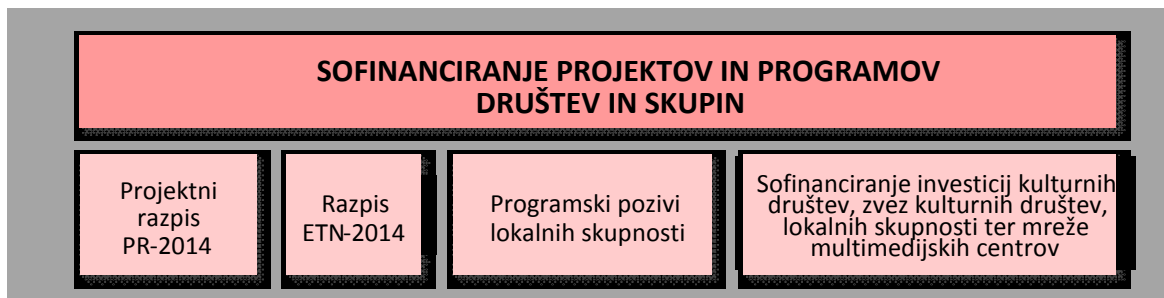 SOFINANCIRANJE PROJEKTOV IN PROGRAMOV
DRUŠTEV IN SKUPIN
Projektni
razpis
PR-2014
Razpis
ETN-2014
Programski pozivi
lokalnih skupnosti
Sofinanciranje investicij kulturnih
društev, zvez kulturnih društev,
lokalnih skupnosti ter mreže
multimedijskih centrov